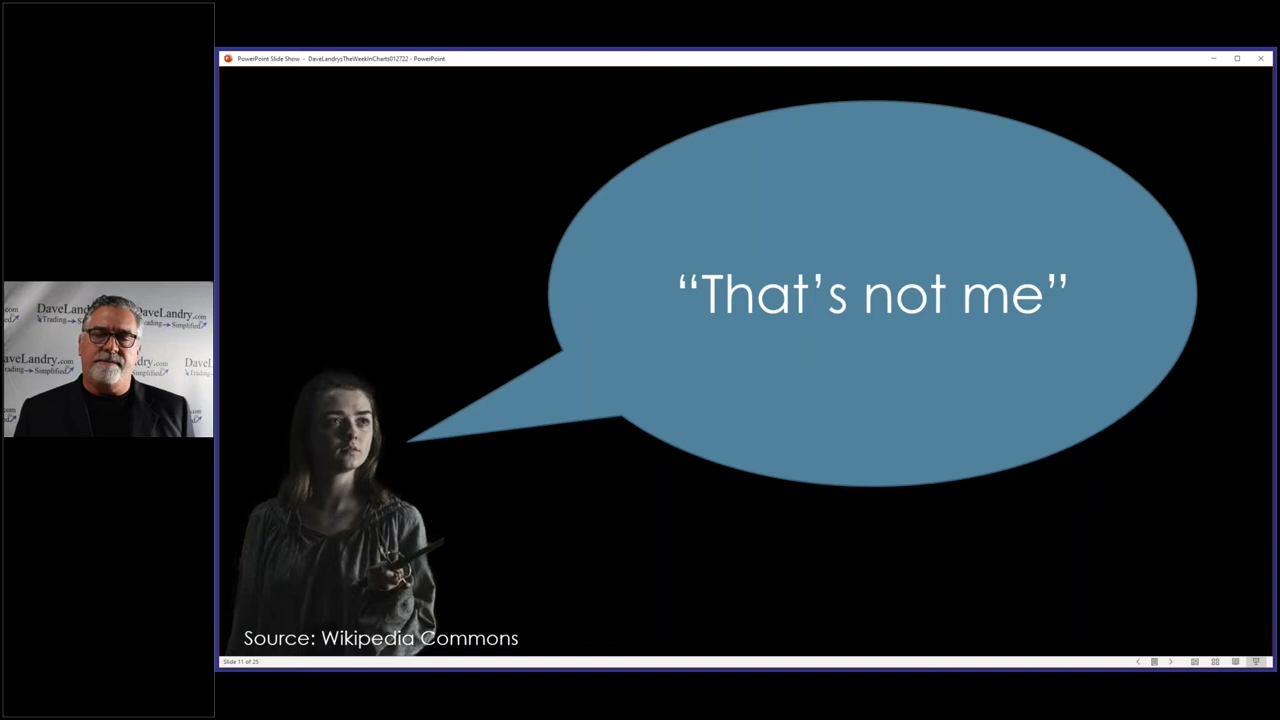 PowerPoint Slide Show - DaveLandrysTheWeekInCharts012722 - PowerPoint
“That’s not me”
DaveLandry.com
Trading Simplified
Source: Wikipedia Commons
Slide 11 of 25